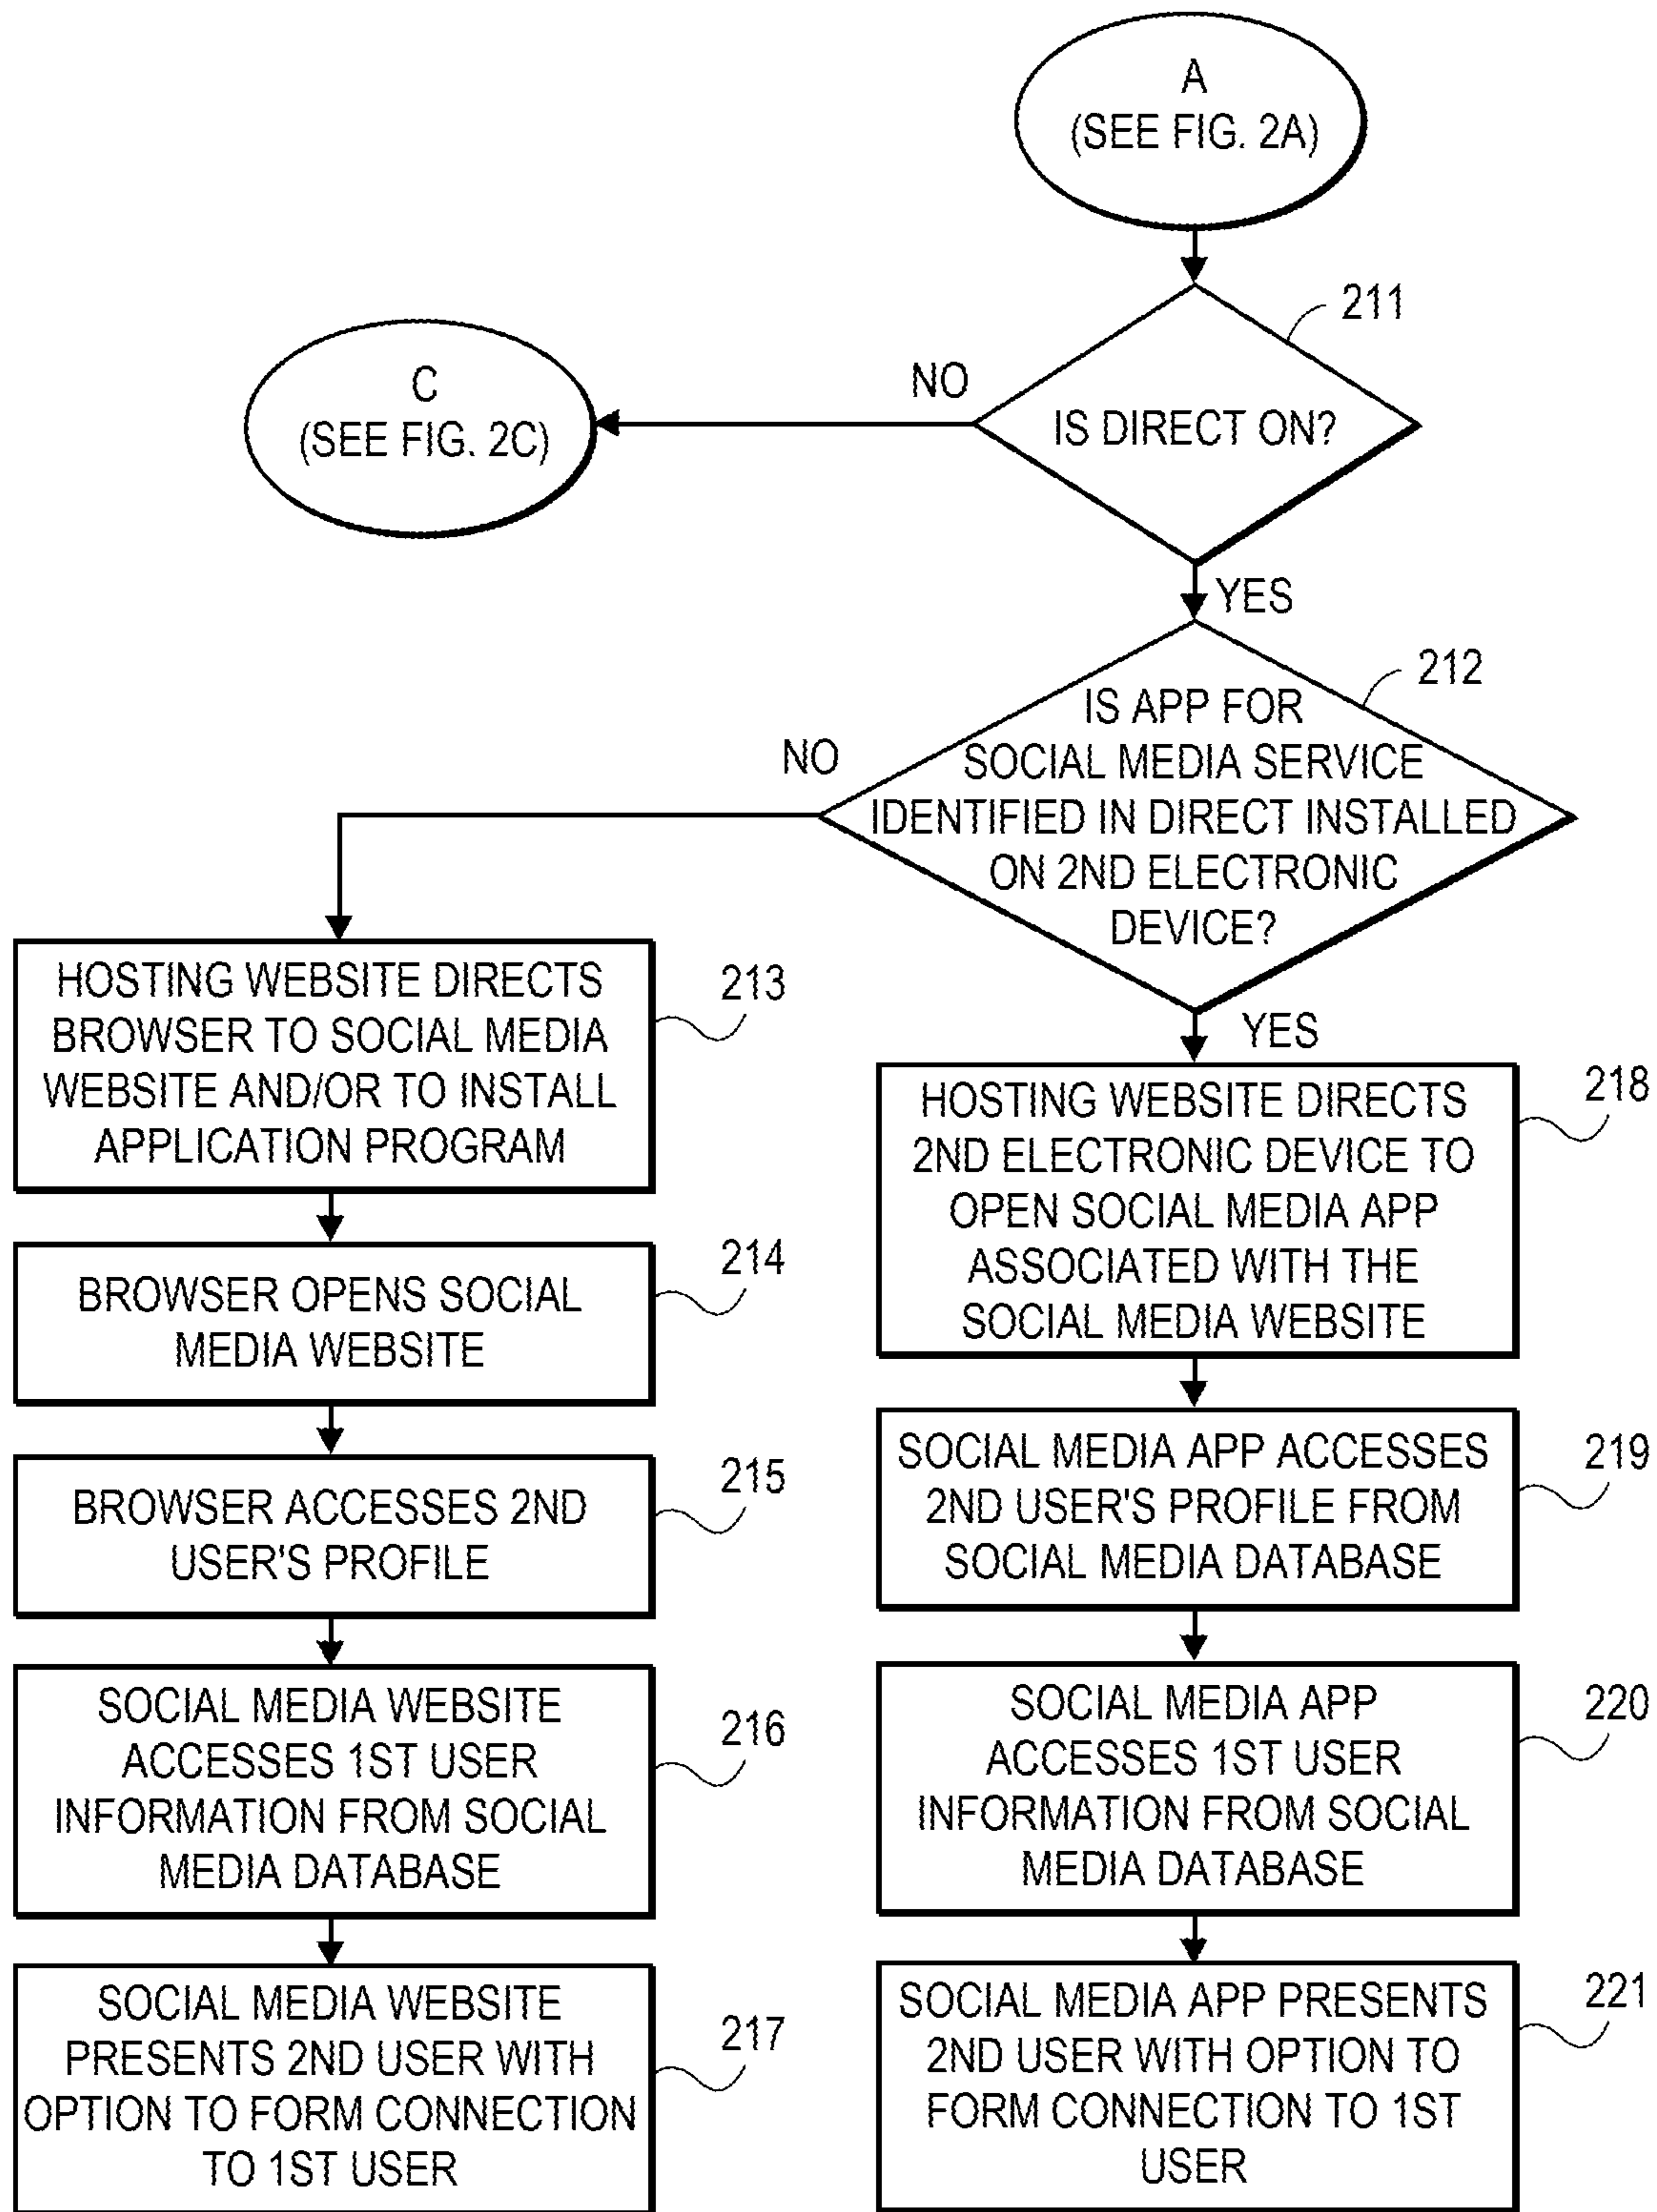 A
(SEE FIG. 2A)
211
IS DIRECT ON?
NO
C
(SEE FIG. 2C)
YES
212
IS APP FOR
SOCIAL MEDIA SERVICE
IDENTIFIED IN DIRECT INSTALLED
ON 2ND ELECTRONIC
DEVICE?
NO
HOSTING WEBSITE DIRECTS
BROWSER TO SOCIAL MEDIA
WEBSITE AND/OR TO INSTALL
APPLICATION PROGRAM
213
BROWSER OPENS SOCIAL
MEDIA WEBSITE
214
BROWSER ACCESSES 2ND
USER'S PROFILE
215
SOCIAL MEDIA WEBSITE
ACCESSES 1ST USER
INFORMATION FROM SOCIAL
MEDIA DATABASE
216
SOCIAL MEDIA WEBSITE
PRESENTS 2ND USER WITH
OPTION TO FORM CONNECTION
TO 1ST USER
217
YES
HOSTING WEBSITE DIRECTS
2ND ELECTRONIC DEVICE TO
OPEN SOCIAL MEDIA APP
ASSOCIATED WITH THE
SOCIAL MEDIA WEBSITE
218
SOCIAL MEDIA APP ACCESSES
2ND USER'S PROFILE FROM
SOCIAL MEDIA DATABASE
219
SOCIAL MEDIA APP
ACCESSES 1ST USER
INFORMATION FROM SOCIAL
MEDIA DATABASE
220
SOCIAL MEDIA APP PRESENTS
2ND USER WITH OPTION TO
FORM CONNECTION TO 1ST
USER
221